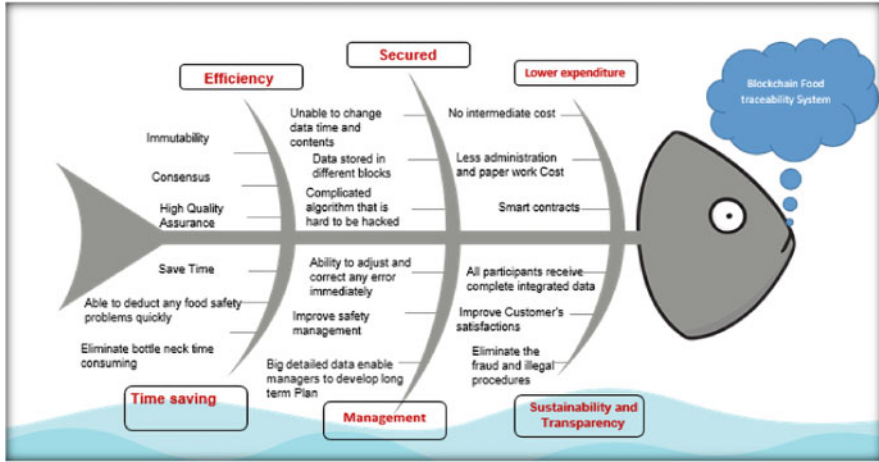 Efficiency
Immutability
Consensus
High Quality
Assurance
Secured
Unable to change
data time and
contents
Data stored in
different blocks
Complicated
algorithm that is
hard to be hacked
Lower expenditure
No intermediate cost
Less administration
and paper work Cost
Smart contracts
Blockchain Food
traceability System
Save Time
Able to deduct any food safety
problems quickly
Eliminate bottle neck time
consuming
Time saving
Ability to adjust and
correct any error
immediately
Improve safety
management
Big detailed data enable
managers to develop long
term Plan
Management
All participants receive
complete integrated data
Improve Customer's
satisfactions
Eliminate the
fraud and illegal
procedures
Sustainability and
Transparency